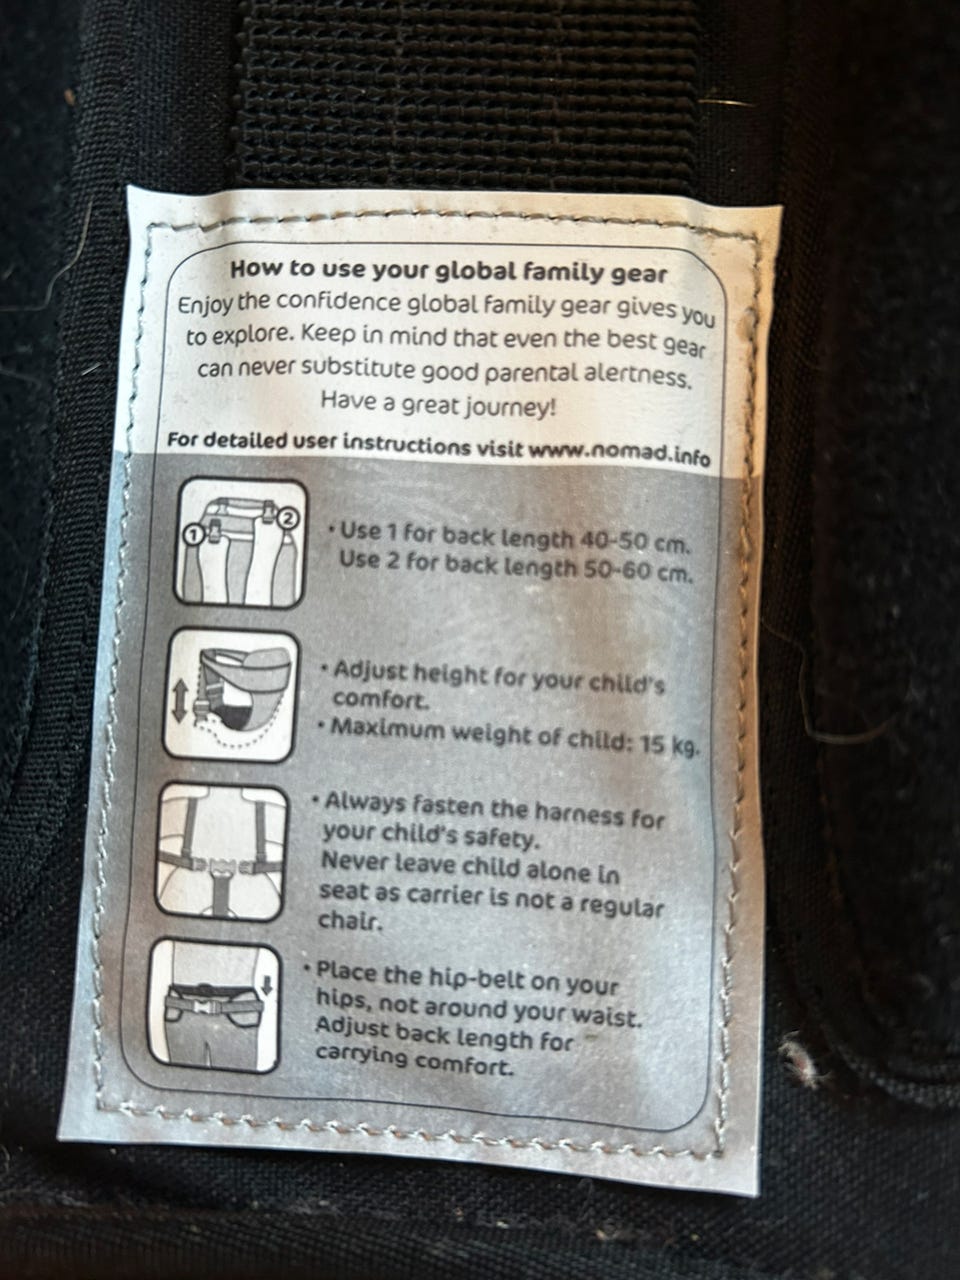 How to use your global family gear
Enjoy the confidence global family gear gives you
to explore. Keep in mind that even the best gear
can never substitute good parental alertness.
Have a great journey!
For detailed user instructions visit www.nomad.info
1
2
• Use 1 for back length 40-50 cm.
Use 2 for back length 50-60 cm.
• Adjust height for your child's
comfort.
• Maximum weight of child: 15 kg.
• Always fasten the harness for
your child's safety.
Never leave child alone in
seat as carrier is not a regular
chair.
• Place the hip-belt on your
hips, not around your waist.
Adjust back length for
carrying comfort.